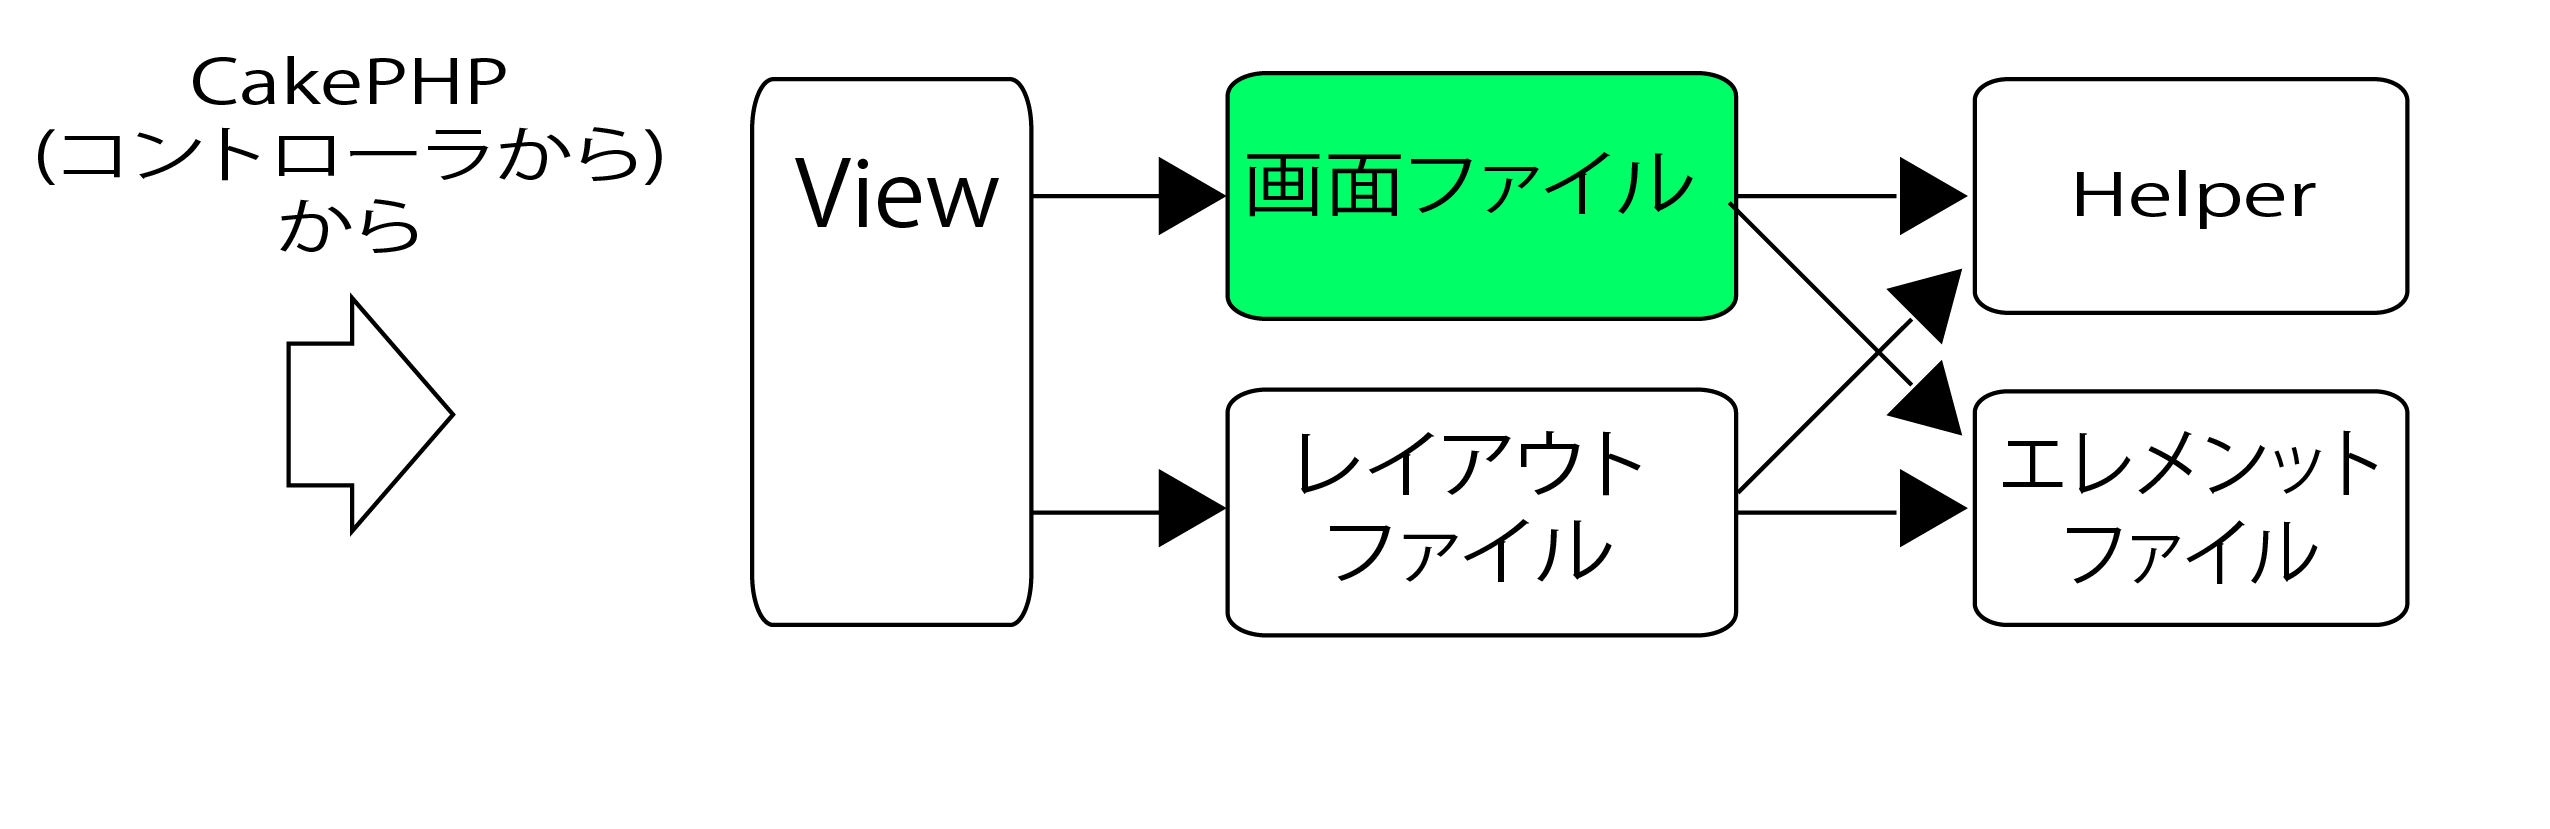 CakePHP
(コントローラから)
から
View
画面ファイル
Helper
レイアウト
ファイル
エレメンット
ファイル